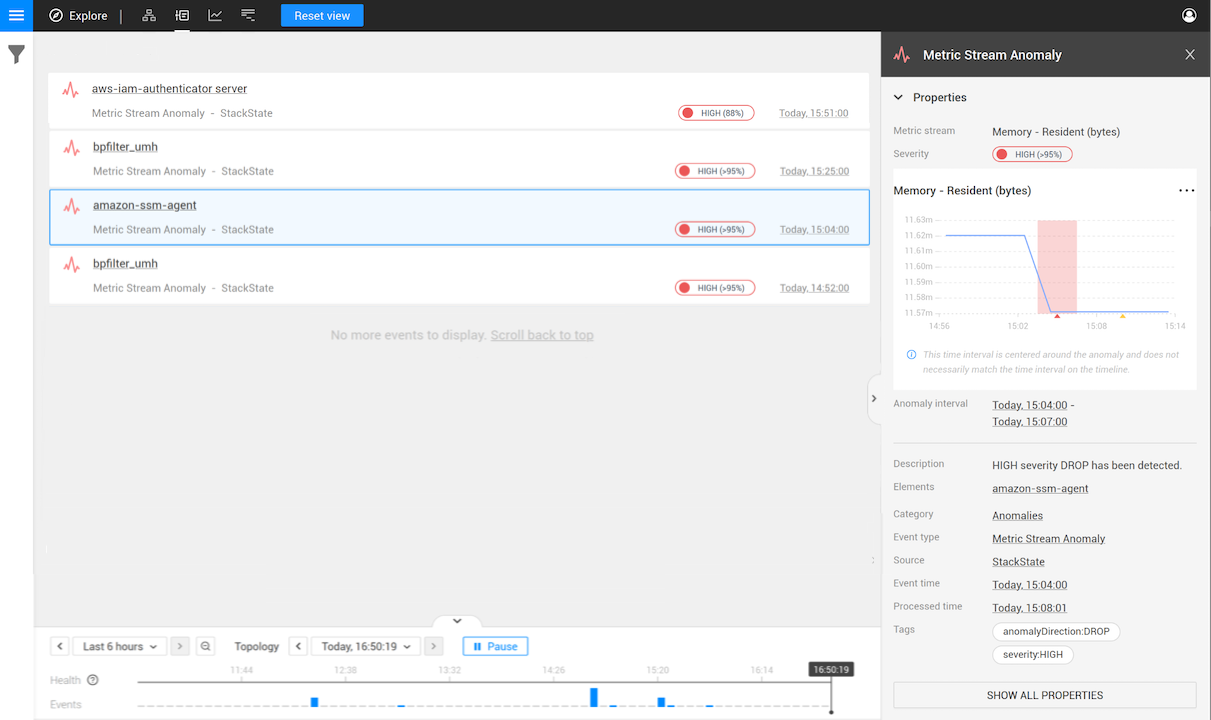 Explore | Reset view
aws-iam-authenticator server
Metric Stream Anomaly - StackState HIGH (88%) Today, 15:51:00
bpfilter_umh
Metric Stream Anomaly - StackState HIGH (>95%) Today, 15:25:00
amazon-ssm-agent
Metric Stream Anomaly - StackState HIGH (>95%) Today, 15:04:00
bpfilter_umh
Metric Stream Anomaly - StackState HIGH (>95%) Today, 14:52:00
No more events to display. Scroll back to top
Last 6 hours Topology Today, 16:50:19 Pause
11:44 12:38 13:32 14:26 15:20 16:14 16:50:19
Health
Events
Metric Stream Anomaly
Properties
Metric stream Memory - Resident (bytes)
Severity HIGH (>95%)
Memory - Resident (bytes)
11.63m
11.62m
11.61m
11.60m
11.59m
11.58m
11.57m
14:56 15:02 15:08 15:14
This time interval is centered around the anomaly and does not
necessarily match the time interval on the timeline.
Anomaly interval Today, 15:04:00 -
Today, 15:07:00
Description HIGH severity DROP has been detected.
Elements amazon-ssm-agent
Category Anomalies
Event type Metric Stream Anomaly
Source StackState
Event time Today, 15:04:00
Processed time Today, 15:08:01
Tags anomalyDirection:DROP
severity:HIGH
SHOW ALL PROPERTIES